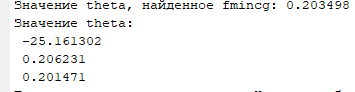 Значение theta, найденное fmincg: 0.203498
Значение theta:
-25.161302
0.206231
0.201471